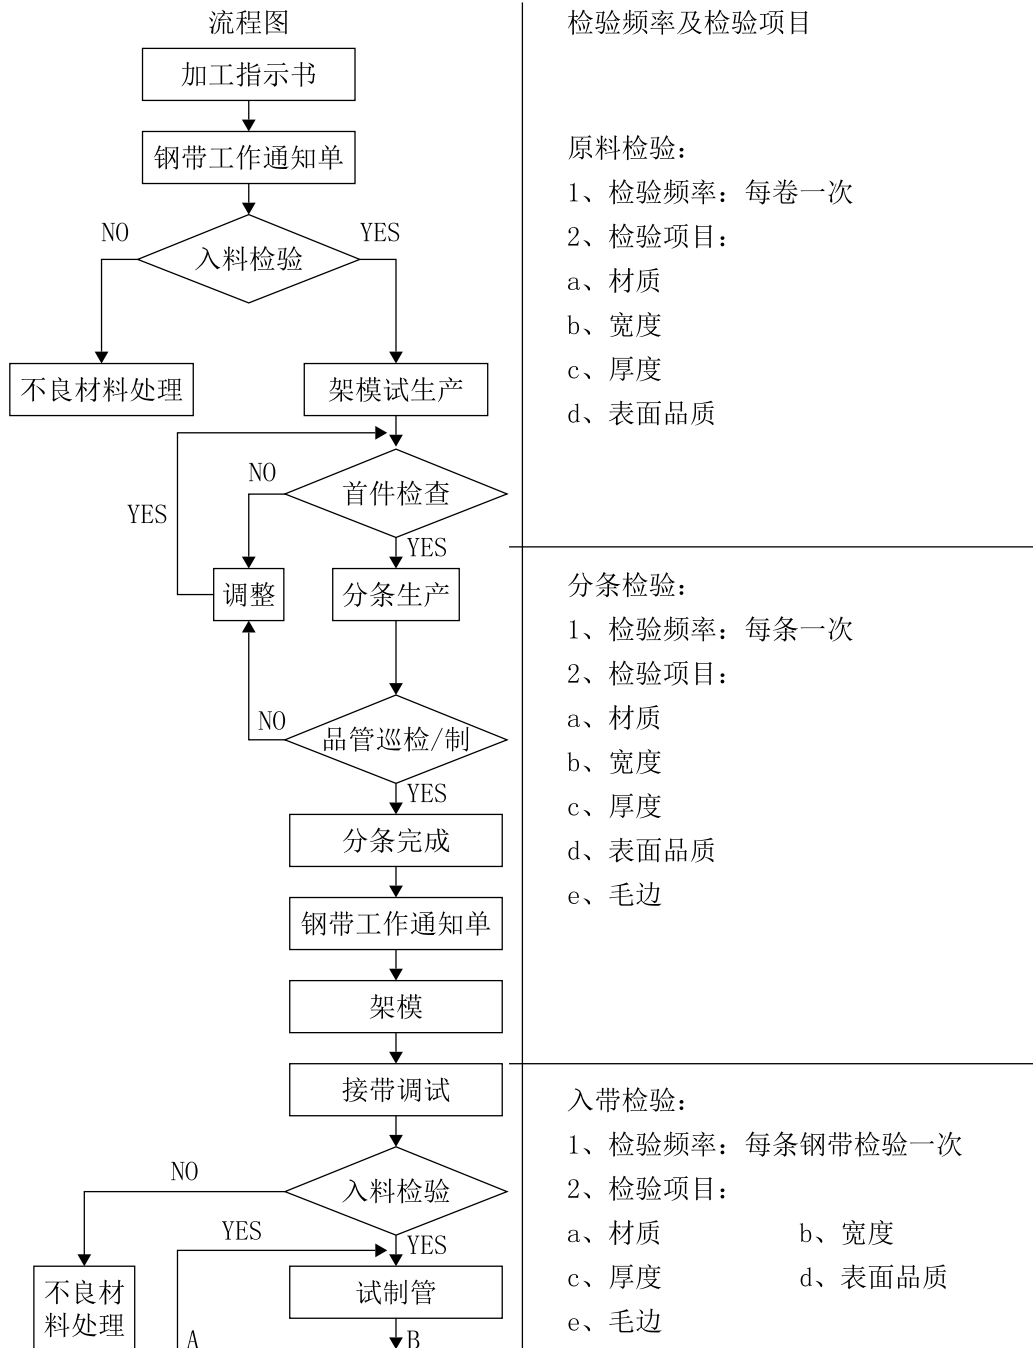 流程图
加工指示书
钢带工作通知单
NO
YES
入料检验
不良材料处理
架模试生产
NO
首件检查
YES
YES
调整
分条生产
NO
品管巡检/制
YES
分条完成
钢带工作通知单
架模
接带调试
NO
入料检验
YES
YES
不良材
料处理
试制管
A
B
检验频率及检验项目
原料检验：
1、检验频率：每卷一次
2、检验项目：
a、材质
b、宽度
c、厚度
d、表面品质
分条检验：
1、检验频率：每条一次
2、检验项目：
a、材质
b、宽度
c、厚度
d、表面品质
e、毛边
入带检验：
1、检验频率：每条钢带检验一次
2、检验项目：
a、材质 b、宽度
c、厚度 d、表面品质
e、毛边